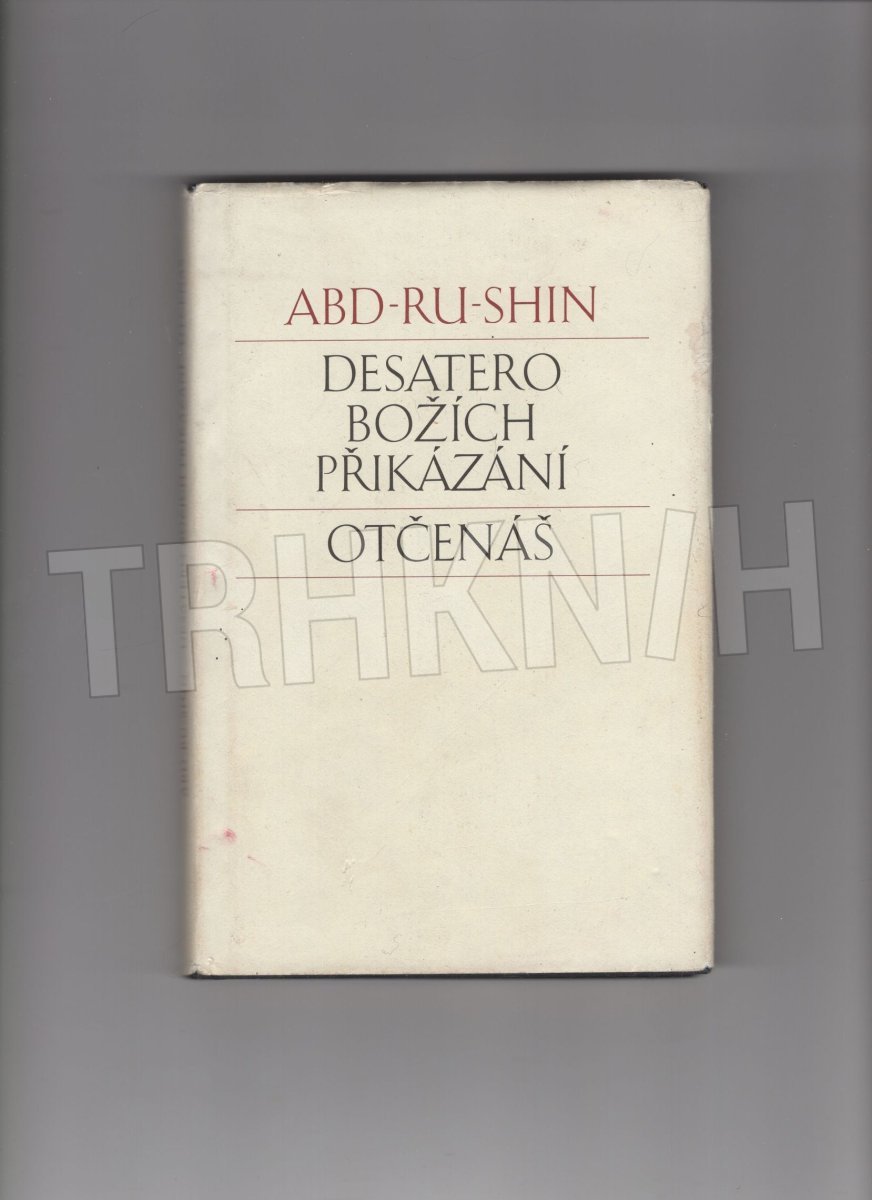 ABD-RU-SHIN
DESATERO
BOŽÍCH
PŘIKÁZÁNÍ
OTČENÁŠ
TRHKNIH